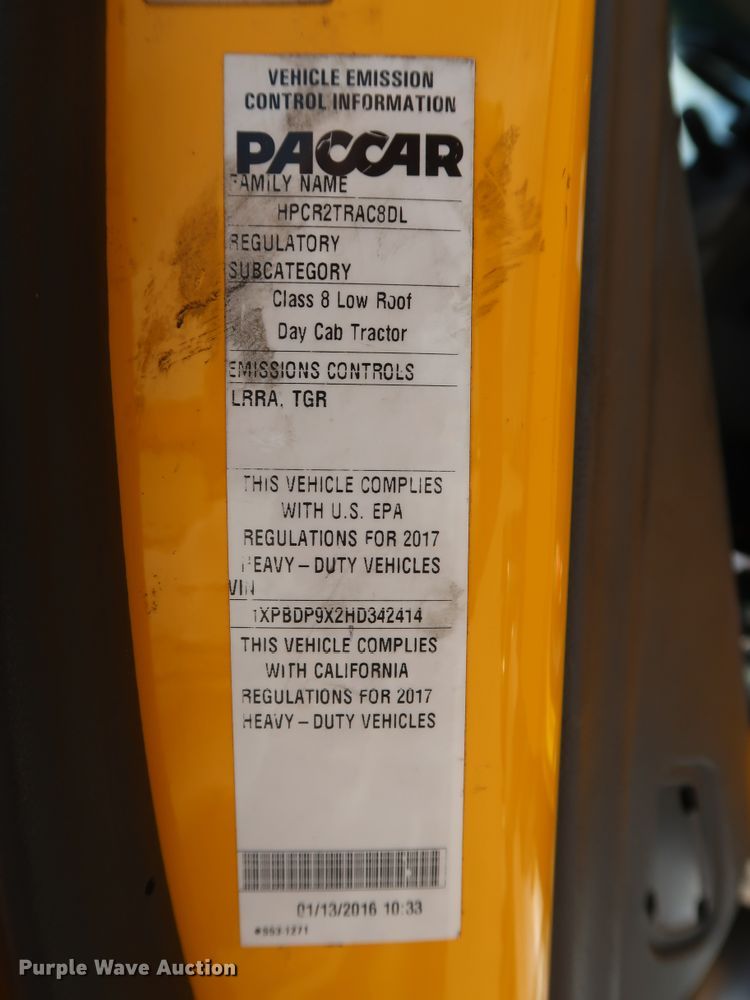 VEHICLE EMISSION
CONTROL INFORMATION
PACCAR
FAMILY NAME
HPCR2TRAC8DL
REGULATORY
SUBCATEGORY
Class 8 Low Roof
Day Cab Tractor
EMISSIONS CONTROLS
LRRA, TGR
THIS VEHICLE COMPLIES
WITH U.S. EPA
REGULATIONS FOR 2017
HEAVY-DUTY VEHICLES
VIN
1XPBDP9X2HD342414
THIS VEHICLE COMPLIES
WITH CALIFORNIA
REGULATIONS FOR 2017
HEAVY-DUTY VEHICLES
01/13/2016 10:33
Purple Wave Auction